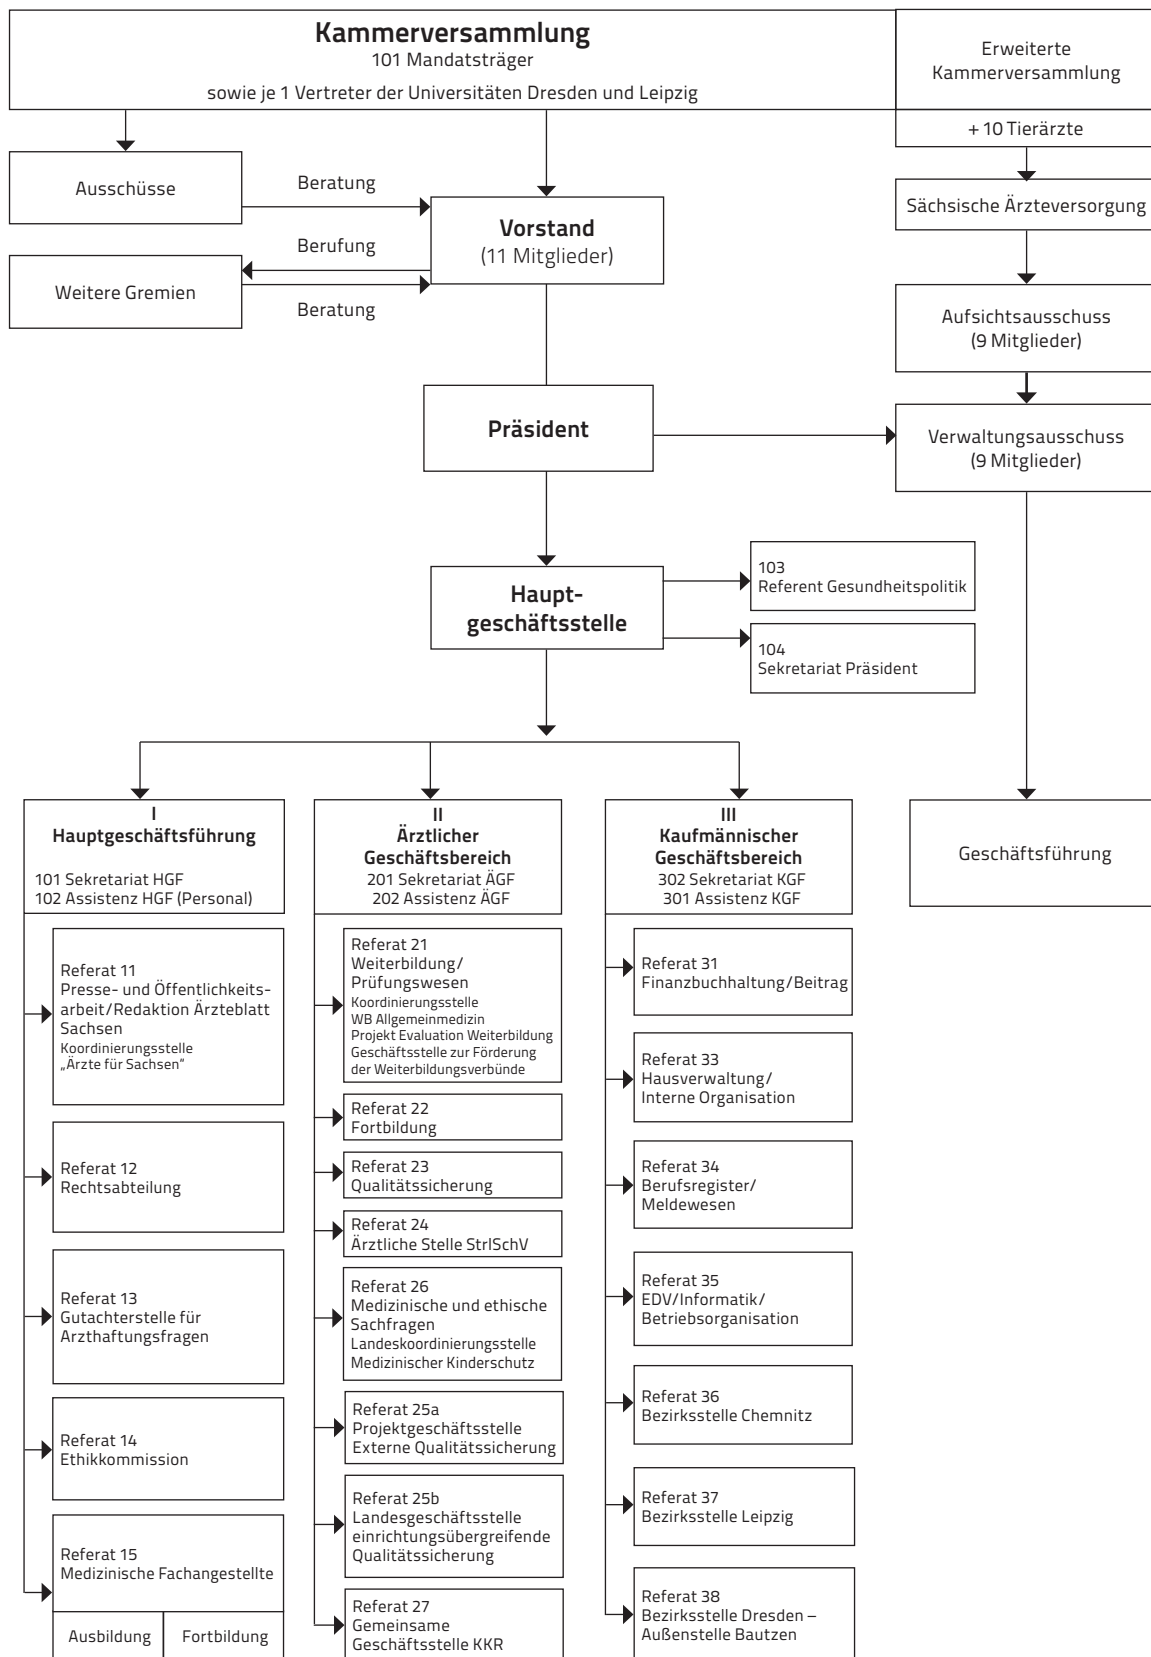 Kammerversammlung
101 Mandatsträger
sowie je 1 Vertreter der Universitäten Dresden und Leipzig
Erweiterte
Kammerversammlung
+ 10 Tierärzte
Ausschüsse
Beratung
Vorstand
(11 Mitglieder)
Berufung
Weitere Gremien
Beratung
Sächsische Ärzteversorgung
Aufsichtsausschuss
(9 Mitglieder)
Präsident
Verwaltungsausschuss
(9 Mitglieder)
Haupt-
geschäftsstelle
103
Referent Gesundheitspolitik
104
Sekretariat Präsident
I
Hauptgeschäftsführung
101 Sekretariat HGF
102 Assistenz HGF (Personal)
II
Ärztlicher
Geschäftsbereich
201 Sekretariat ÄGF
202 Assistenz ÄGF
III
Kaufmännischer
Geschäftsbereich
302 Sekretariat KGF
301 Assistenz KGF
Geschäftsführung
Referat 11
Presse- und Öffentlichkeits-
arbeit/Redaktion Ärzteblatt
Sachsen
Koordinierungsstelle
„Ärzte für Sachsen“
Referat 12
Rechtsabteilung
Referat 13
Gutachterstelle für
Arzthaftungsfragen
Referat 14
Ethikkommission
Referat 15
Medizinische Fachangestellte
Ausbildung
Fortbildung
Referat 21
Weiterbildung/
Prüfungswesen
Koordinierungsstelle
WB Allgemeinmedizin
Projekt Evaluation Weiterbildung
Geschäftsstelle zur Förderung
der Weiterbildungsverbünde
Referat 22
Fortbildung
Referat 23
Qualitätssicherung
Referat 24
Ärztliche Stelle StrlSchV
Referat 26
Medizinische und ethische
Sachfragen
Landeskoordinierungsstelle
Medizinischer Kinderschutz
Referat 25a
Projektgeschäftsstelle
Externe Qualitätssicherung
Referat 25b
Landesgeschäftsstelle
einrichtungsübergreifende
Qualitätssicherung
Referat 27
Gemeinsame
Geschäftsstelle KKR
Referat 31
Finanzbuchhaltung/Beitrag
Referat 33
Hausverwaltung/
Interne Organisation
Referat 34
Berufsregister/
Meldewesen
Referat 35
EDV/Informatik/
Betriebsorganisation
Referat 36
Bezirksstelle Chemnitz
Referat 37
Bezirksstelle Leipzig
Referat 38
Bezirksstelle Dresden –
Außenstelle Bautzen